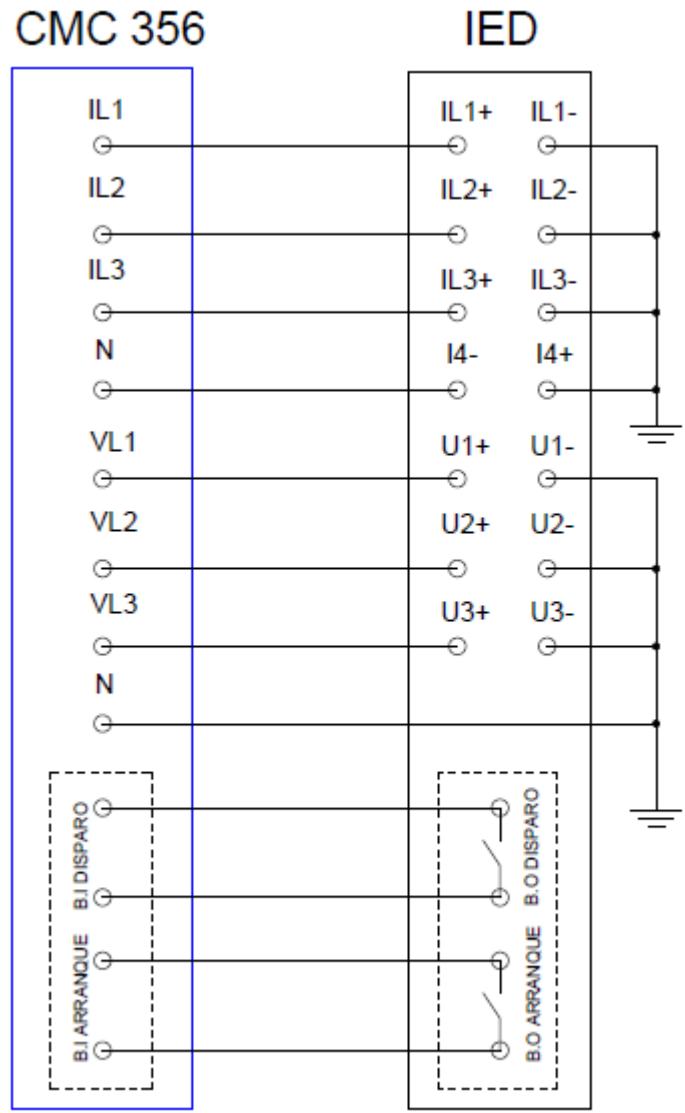 CMC 356 IED
IL1 IL1+ IL1-
IL2 IL2+ IL2-
IL3 IL3+ IL3-
N I4- I4+
VL1 U1+ U1-
VL2 U2+ U2-
VL3 U3+ U3-
N
B.I DISPARO B.O DISPARO
B.I ARRANQUE B.O ARRANQUE